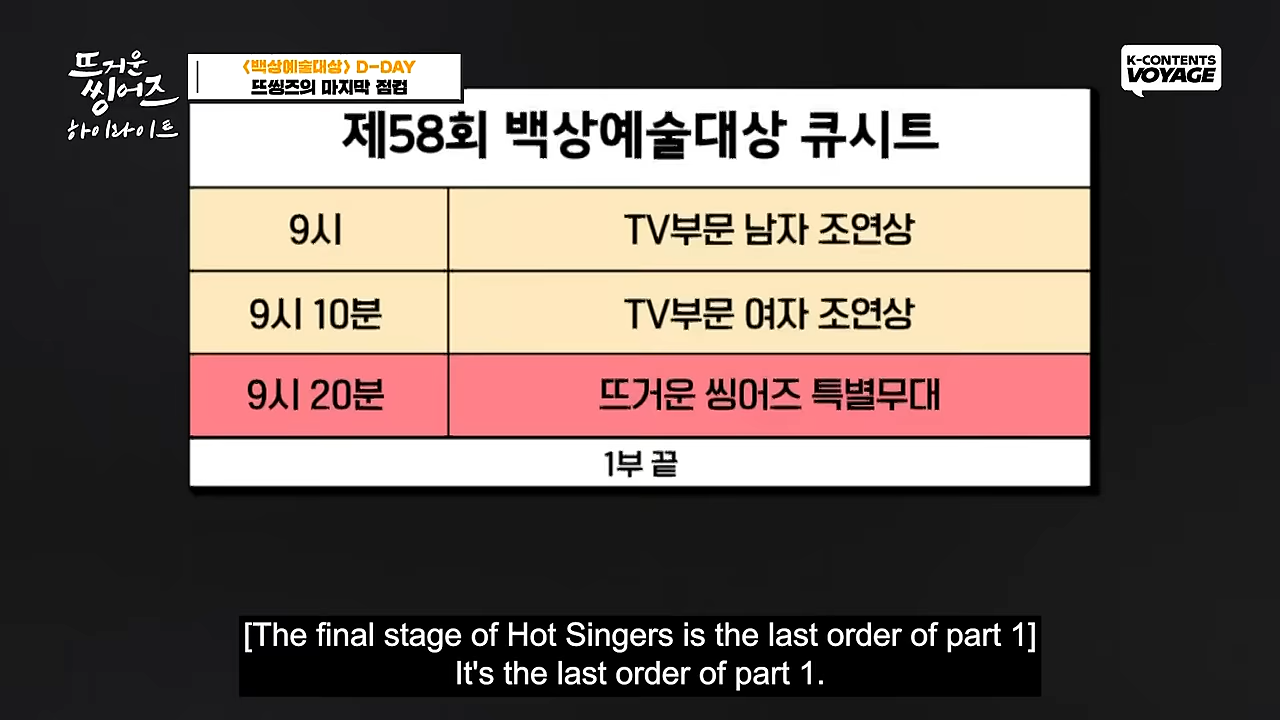 뜨거운
씽어즈
하이라이트
<백상예술대상> D-DAY
뜨씽즈의 마지막 점검
K-CONTENTS
VOYAGE
제58회 백상예술대상 큐시트
9시 TV부문 남자 조연상
9시 10분 TV부문 여자 조연상
9시 20분 뜨거운 씽어즈 특별무대
1부 끝
[The final stage of Hot Singers is the last order of part 1]
It's the last order of part 1.